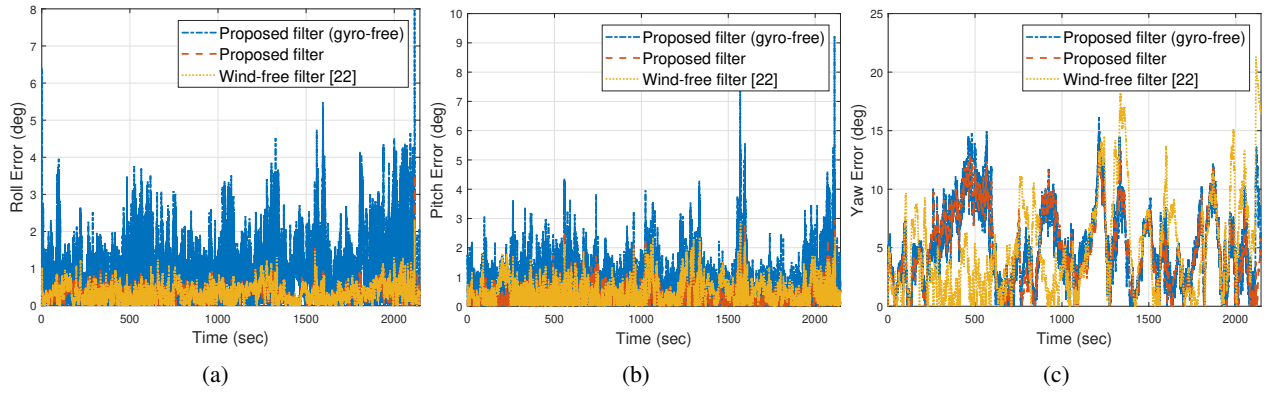 8
7
6
5
4
3
2
1
0
Roll Error (deg)
Proposed filter (gyro-free)
Proposed filter
Wind-free filter [22]
0 500 1000 1500 2000
Time (sec)
(a)
10
9
8
7
6
5
4
3
2
1
0
Pitch Error (deg)
Proposed filter (gyro-free)
Proposed filter
Wind-free filter [22]
0 500 1000 1500 2000
Time (sec)
(b)
25
20
15
10
5
0
Yaw Error (deg)
Proposed filter (gyro-free)
Proposed filter
Wind-free filter [22]
0 500 1000 1500 2000
Time (sec)
(c)